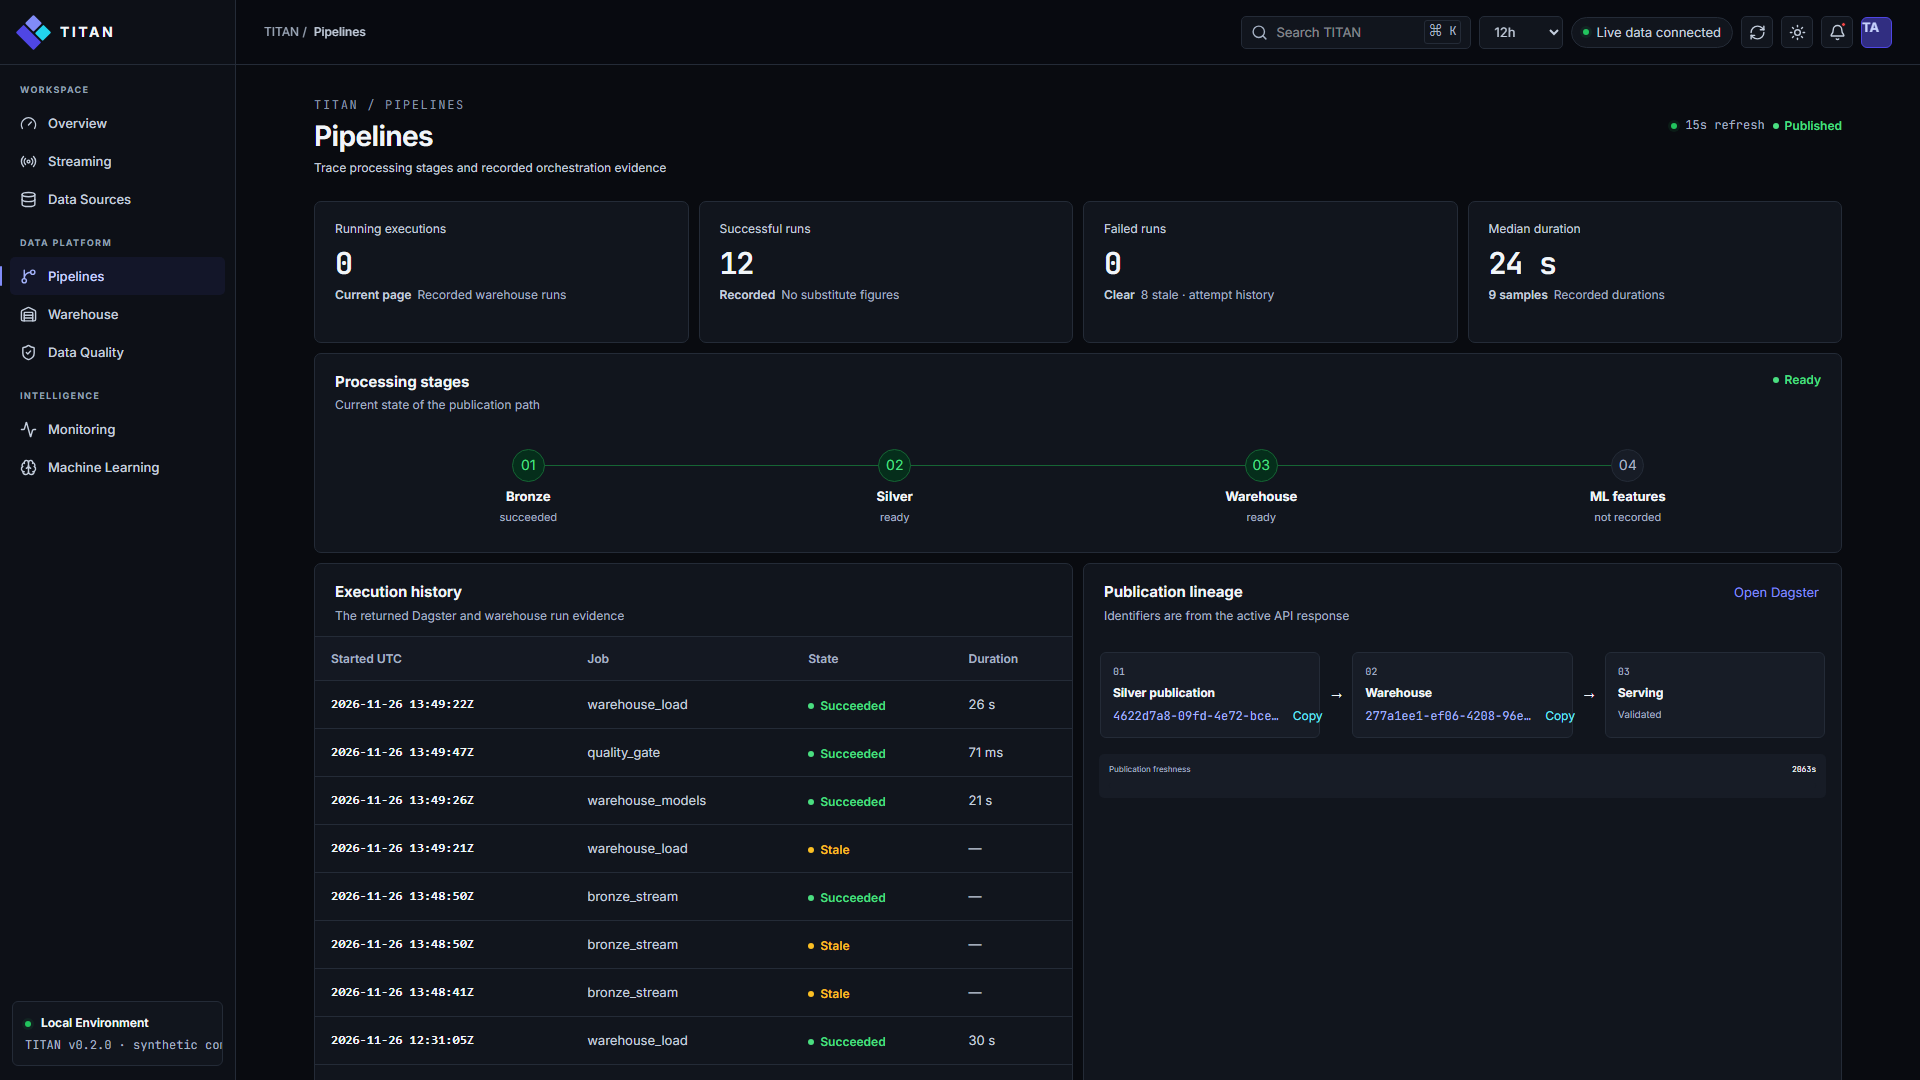 TITAN
TITAN / Pipelines
Search TITAN
⌘ K
12h
Live data connected
TA
WORKSPACE
Overview
Streaming
Data Sources
DATA PLATFORM
Pipelines
Warehouse
Data Quality
INTELLIGENCE
Monitoring
Machine Learning
Local Environment
TITAN v0.2.0 · synthetic co
TITAN / PIPELINES
Pipelines
Trace processing stages and recorded orchestration evidence
15s refresh
Published
Running executions
0
Current page Recorded warehouse runs
Successful runs
12
Recorded No substitute figures
Failed runs
0
Clear 8 stale · attempt history
Median duration
24 s
9 samples Recorded durations
Processing stages
Current state of the publication path
Ready
01
Bronze
succeeded
02
Silver
ready
03
Warehouse
ready
04
ML features
not recorded
Execution history
The returned Dagster and warehouse run evidence
Started UTC Job State Duration
2026-11-26 13:49:22Z warehouse_load Succeeded 26 s
2026-11-26 13:49:47Z quality_gate Succeeded 71 ms
2026-11-26 13:49:26Z warehouse_models Succeeded 21 s
2026-11-26 13:49:21Z warehouse_load Stale —
2026-11-26 13:48:50Z bronze_stream Succeeded —
2026-11-26 13:48:50Z bronze_stream Stale —
2026-11-26 13:48:41Z bronze_stream Stale —
2026-11-26 12:31:05Z warehouse_load Succeeded 30 s
Publication lineage
Identifiers are from the active API response
Open Dagster
01
Silver publication
4622d7a8-09fd-4e72-bce… Copy
→
02
Warehouse
277a1ee1-ef06-4208-96e… Copy
→
03
Serving
Validated
Publication freshness 2063s